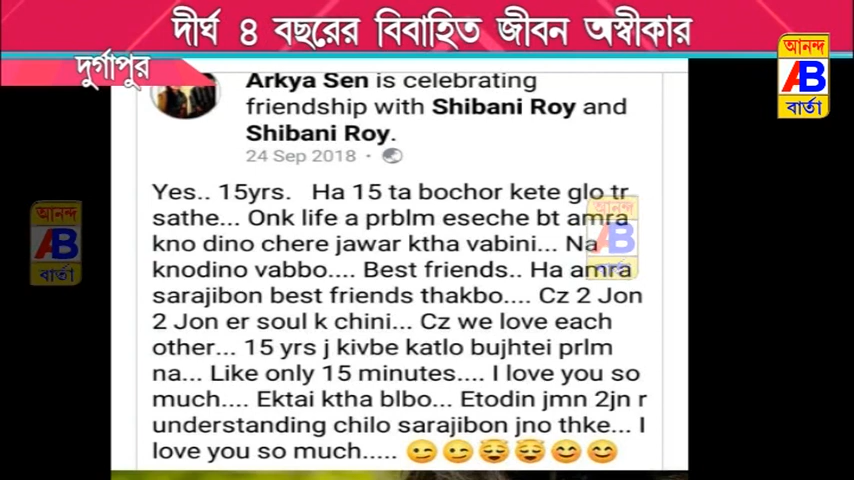 দীর্ঘ ৪ বছরের বিবাহিত জীবন অস্বীকার
দুর্গাপুর
আনন্দ
AB
বার্তা
Arkya Sen is celebrating
friendship with Shibani Roy and
Shibani Roy.
24 Sep 2018 ·
Yes.. 15yrs. Ha 15 ta bochor kete glo tr
sathe... Onk life a prblm eseche bt amra
kno dino chere jawar ktha vabini... Na
knodino vabbo.... Best friends.. Ha amra
sarajibon best friends thakbo.... Cz 2 Jon
2 Jon er soul k chini... Cz we love each
other... 15 yrs j kivbe katlo bujhtei prlm
na... Like only 15 minutes.... I love you so
much.... Ektai ktha blbo... Etodin jmn 2jn r
understanding chilo sarajibon jno thke... I
love you so much..... 😉😉😌😌😊😊
আনন্দ
AB
বার্তা
আনন্দ
AB
বার্তা